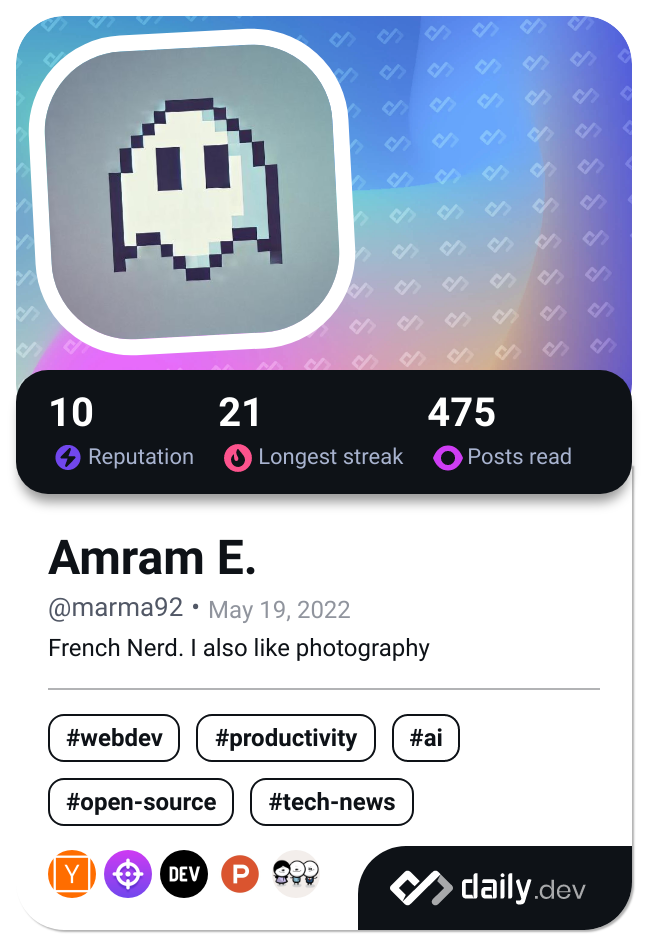 10 21 475
Reputation Longest streak Posts read
Amram E.
@marma92 • May 19, 2022
French Nerd. I also like photography
#webdev #productivity #ai
#open-source #tech-news
Y DEV P
daily.dev